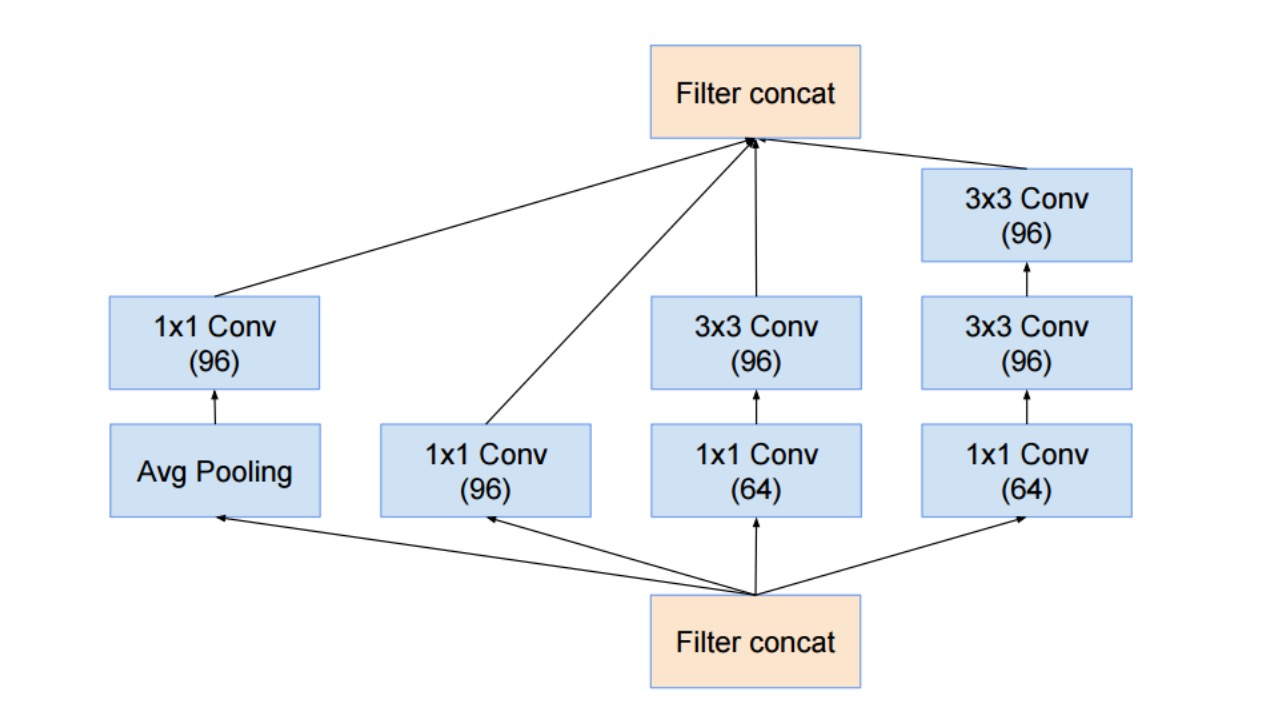 Filter concat
3x3 Conv
(96)
1x1 Conv
(96)
3x3 Conv
(96)
3x3 Conv
(96)
Avg Pooling
1x1 Conv
(96)
1x1 Conv
(64)
1x1 Conv
(64)
Filter concat